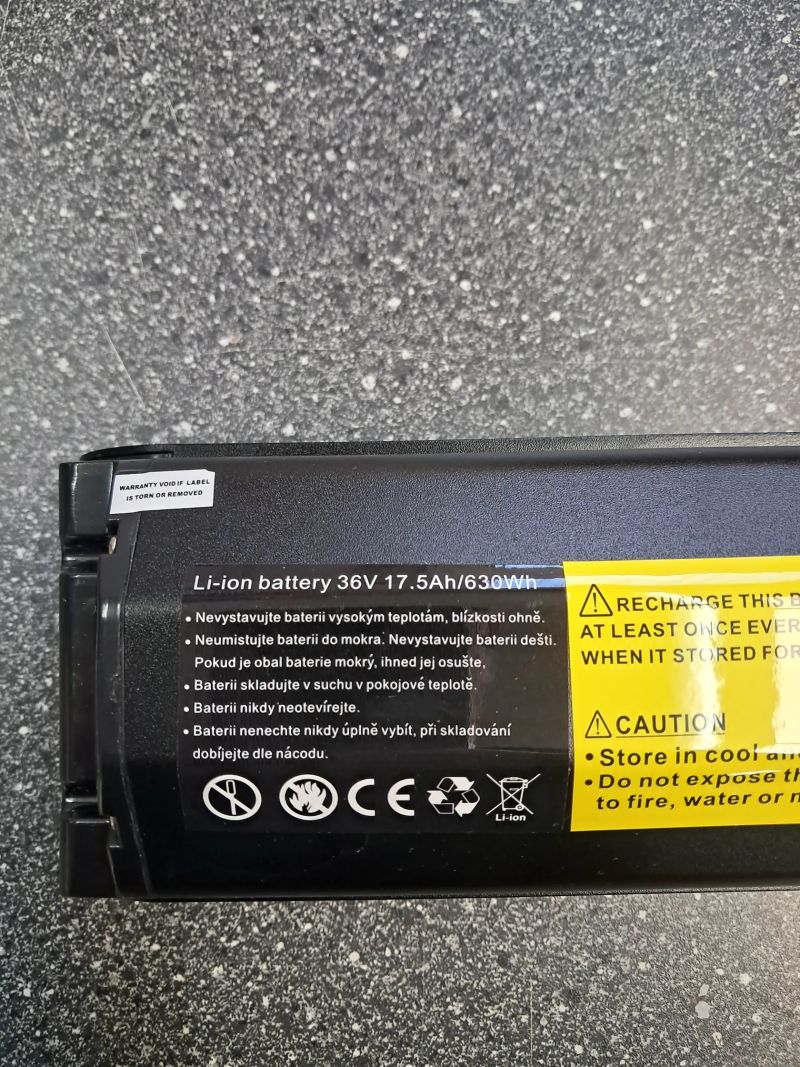 WARRANTY VOID IF LABEL
IS TORN OR REMOVED
Li-ion battery 36V 17.5Ah/630Wh
• Nevystavujte baterii vysokým teplotám, blízkosti ohně.
• Neumistujte baterii do mokra. Nevystavujte baterii dešti.
Pokud je obal baterie mokrý, ihned jej osušte,
• Baterii skladujte v suchu v pokojové teplotě.
• Baterii nikdy neotevírejte.
• Baterii nenechte nikdy úplně vybít, při skladování
dobíjejte dle nácodu.
CE
Li-ion
RECHARGE THIS
AT LEAST ONCE
WHEN IT STORED FOR
CAUTION
• Store in cool
• Do not expose
to fire, water or